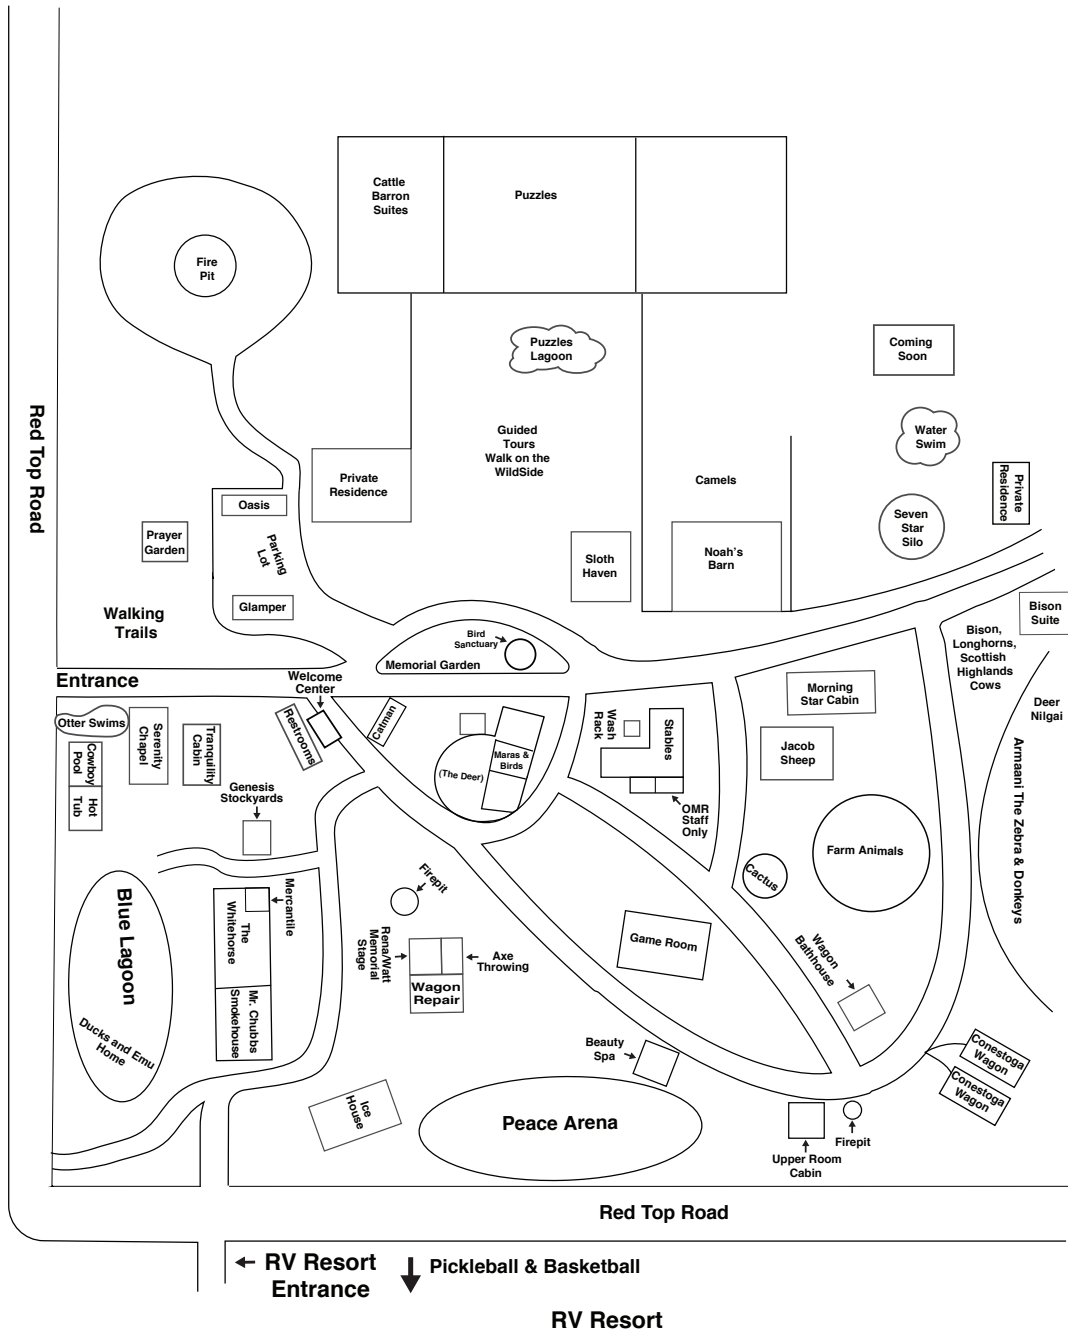 Cattle
Barron
Suites
Puzzles
Fire
Pit
Puzzles
Lagoon
Coming
Soon
Red Top Road
Guided
Tours
Walk on the
WildSide
Water
Swim
Private
Residence
Camels
Private
Residence
Oasis
Seven
Star
Silo
Prayer
Garden
Parking
Lot
Sloth
Haven
Noah's
Barn
Glamper
Walking
Trails
Bison
Suite
Bird
Sanctuary
Memorial Garden
Bison,
Longhorns,
Scottish
Highlands
Cows
Entrance
Welcome
Center
Morning
Star Cabin
Deer
Nilgai
Otter Swims
Serenity
Chapel
Tranquility
Cabin
Restrooms
Catman
Wash
Rack
Stables
Jacob
Sheep
Cowboy
Pool
Hot
Tub
Maras &
Birds
(The Deer)
Genesis
Stockyards
OMR
Staff
Only
Armaani The Zebra & Donkeys
Farm Animals
Cactus
Firepit
Blue Lagoon
Ducks and Emu
Home
Mercantile
The
Whitehorse
Mr. Chubbs
Smokehouse
Rena/Watt
Memorial
Stage
Axe
Throwing
Wagon
Repair
Game Room
Wagon
Bathhouse
Beauty
Spa
Conestoga
Wagon
Conestoga
Wagon
Ice
House
Peace Arena
Firepit
Upper Room
Cabin
Red Top Road
RV Resort
Entrance
Pickleball & Basketball
RV Resort